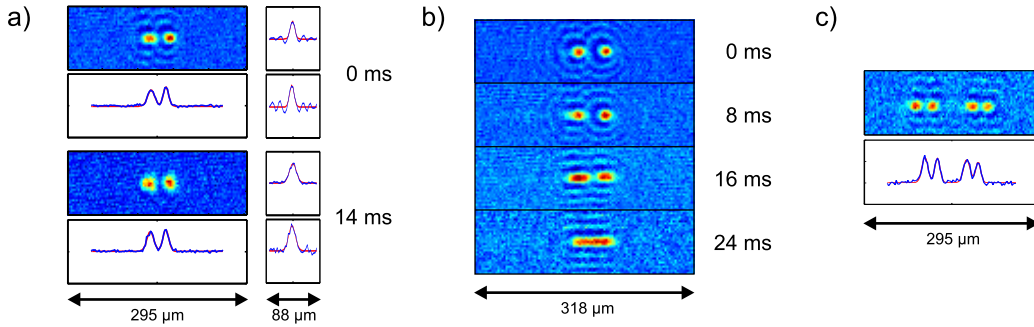 a)
0 ms
14 ms
295 µm
88 µm
b)
0 ms
8 ms
16 ms
24 ms
318 µm
c)
295 µm